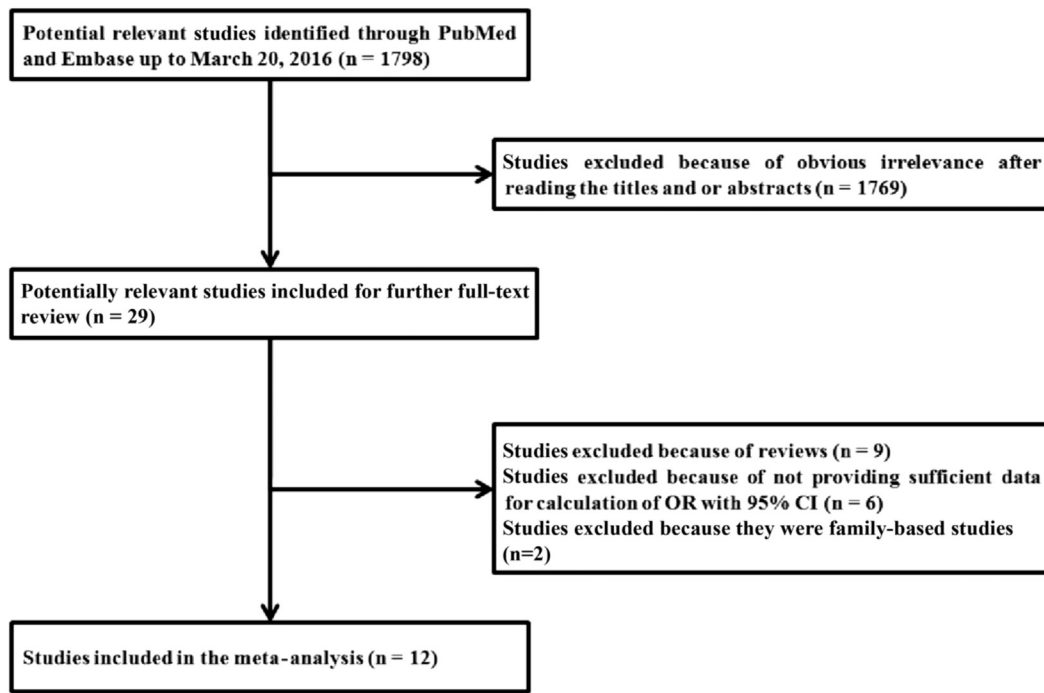 Potential relevant studies identified through PubMed
and Embase up to March 20, 2016 (n = 1798)
Studies excluded because of obvious irrelevance after
reading the titles and or abstracts (n = 1769)
Potentially relevant studies included for further full-text
review (n = 29)
Studies excluded because of reviews (n = 9)
Studies excluded because of not providing sufficient data
for calculation of OR with 95% CI (n = 6)
Studies excluded because they were family-based studies
(n=2)
Studies included in the meta-analysis (n = 12)